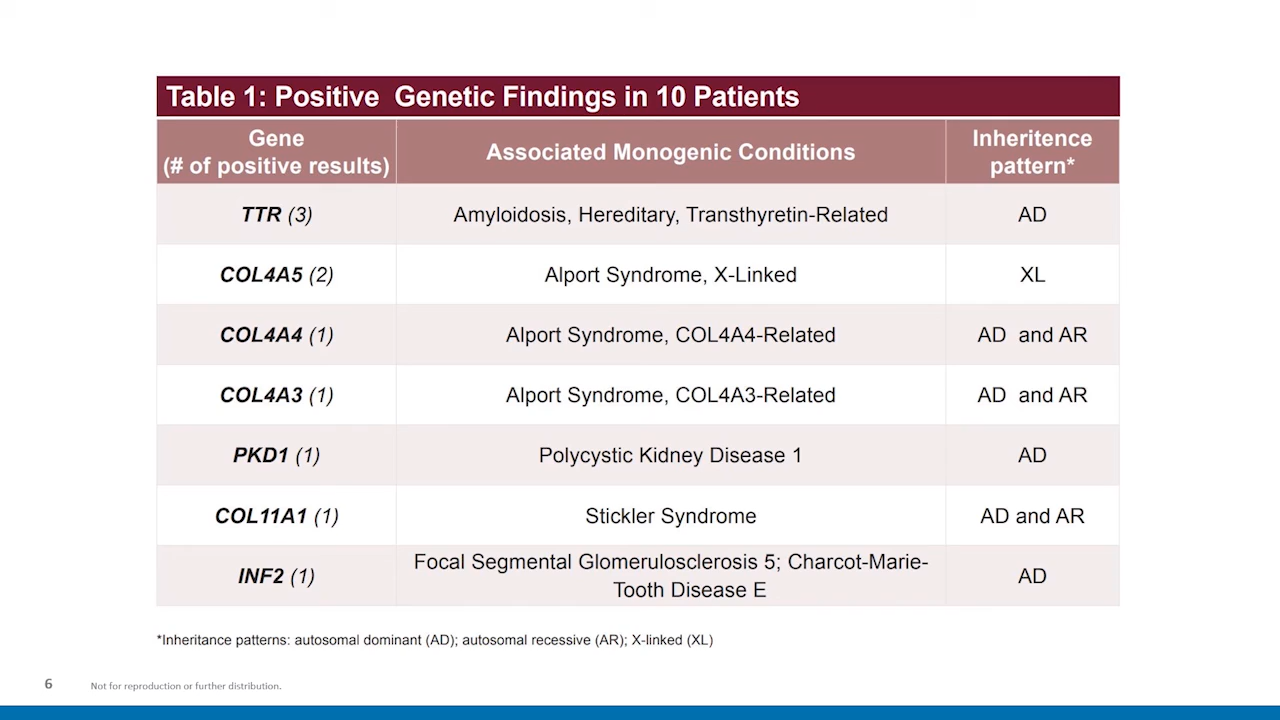 Table 1: Positive  Genetic Findings in 10 Patients
Gene
(# of positive results)
Associated Monogenic Conditions
Inheritence
pattern*
TTR (3)
Amyloidosis, Hereditary, Transthyretin-Related
AD
COL4A5 (2)
Alport Syndrome, X-Linked
XL
COL4A4 (1)
Alport Syndrome, COL4A4-Related
AD  and AR
COL4A3 (1)
Alport Syndrome, COL4A3-Related
AD  and AR
PKD1 (1)
Polycystic Kidney Disease 1
AD
COL11A1 (1)
Stickler Syndrome
AD and AR
INF2 (1)
Focal Segmental Glomerulosclerosis 5; Charcot-Marie-
Tooth Disease E
AD
*Inheritance patterns: autosomal dominant (AD); autosomal recessive (AR); X-linked (XL)
6
Not for reproduction or further distribution.